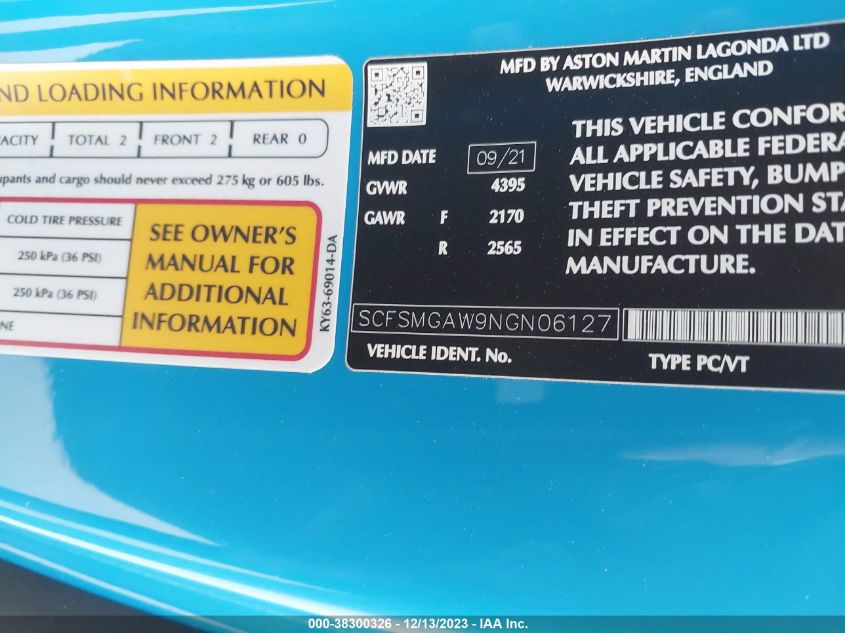 ND LOADING INFORMATION
TOTAL 2 FRONT 2 REAR 0
and cargo should never exceed 275 kg or 605 lbs.
COLD TIRE PRESSURE
250 kPa (36 PSI)
250 kPa (36 PSI)
SEE OWNER'S
MANUAL FOR
ADDITIONAL
INFORMATION
KY63-69014-DA
MFD BY ASTON MARTIN LAGONDA LTD
WARWICKSHIRE, ENGLAND
MFD DATE 09/21
GVWR 4395
GAWR F 2170
R 2565
THIS VEHICLE CONFOR
ALL APPLICABLE FEDERA
VEHICLE SAFETY, BUMP
THEFT PREVENTION STA
IN EFFECT ON THE DAT
MANUFACTURE.
SCFSMGAW9NGN06127
VEHICLE IDENT. No.
TYPE PC/VT
000-38300326 - 12/13/2023 - IAA Inc.